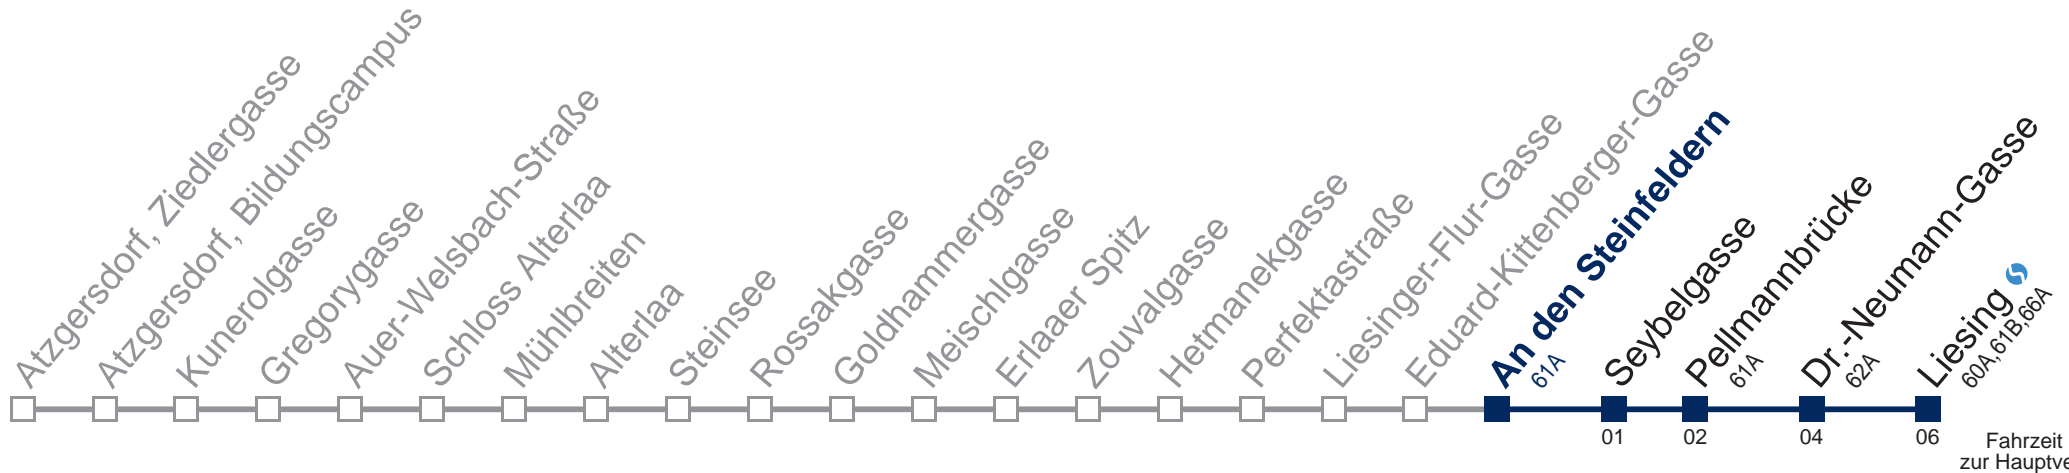 Atzgersdorf, Ziedlergasse
Atzgersdorf, Bildungscampus
Kunerolgasse
Gregorygasse
Auer-Welsbach-Straße
Schloss Alterlaa
Mühlbreiten
Alterlaa
Steinsee
Rossakgasse
Goldhammergasse
Meischlgasse
Erlaaer Spitz
Zouvalgasse
Hetmanekgasse
Perfektastraße
Liesinger-Flur-Gasse
Eduard-Kittenberger-Gasse
An den Steinfeldern
61A
Seybelgasse
Pellmannbrücke
61A
Dr.-Neumann-Gasse
62A
Liesing
60A,61B,66A
01
02
04
06
Fahrzeit
zur Hauptve